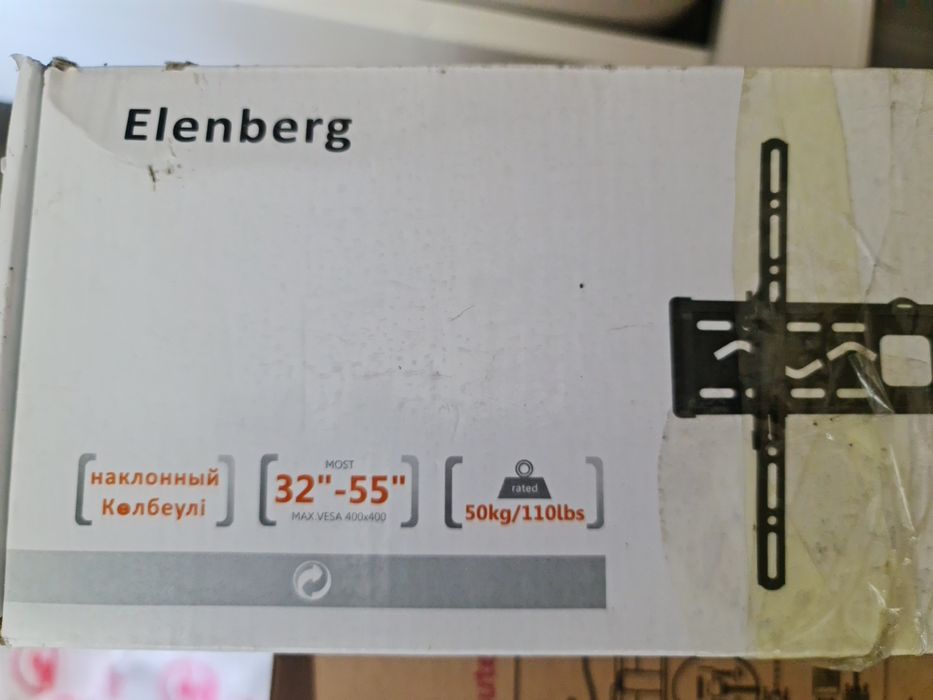 Elenberg
наклонный
Көлбеулі
MOST
32"-55"
MAX.VESA 400x400
rated
50kg/110lbs